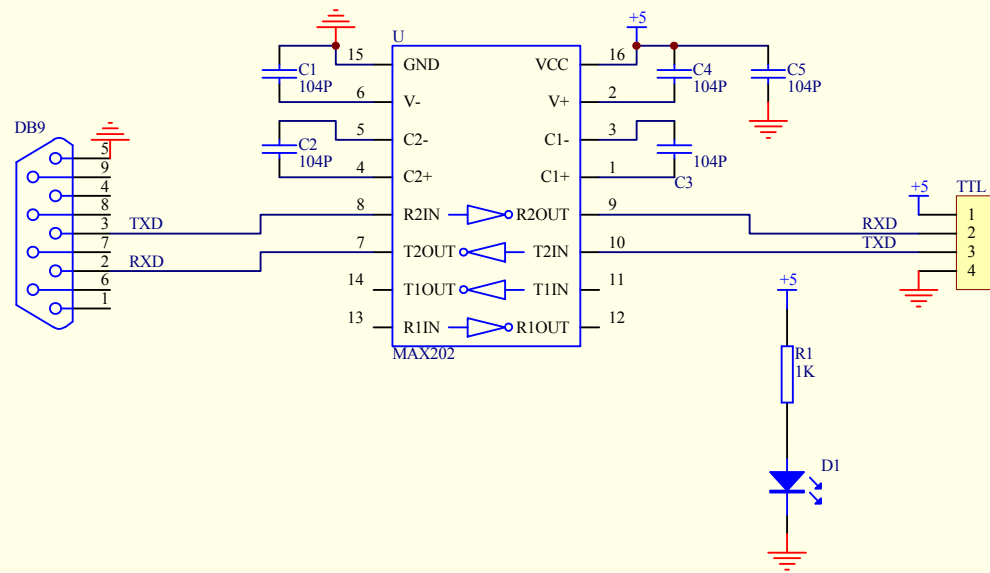 DB9
5
9
4
8
3
7
2
6
1
TXD
RXD
C1
104P
C2
104P
U
15 GND VCC 16
6 V- V+ 2
5 C2- C1- 3
4 C2+ C1+ 1
8 R2IN R2OUT 9
7 T2OUT T2IN 10
14 T1OUT T1IN 11
13 R1IN R1OUT 12
MAX202
+5
C4
104P
C5
104P
104P
C3
+5
TTL
1
RXD 2
TXD 3
4
+5
R1
1K
D1